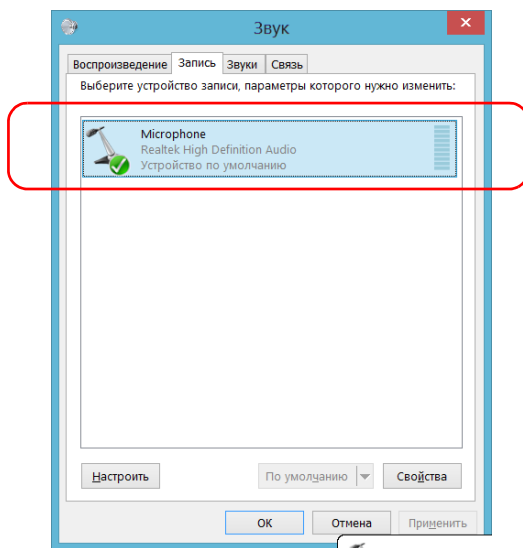 Звук
Воспроизведение Запись Звуки Связь
Выберите устройство записи, параметры которого нужно изменить:
Microphone
Realtek High Definition Audio
Устройство по умолчанию
Настроить По умолчанию Свойства
ОК Отмена Применить